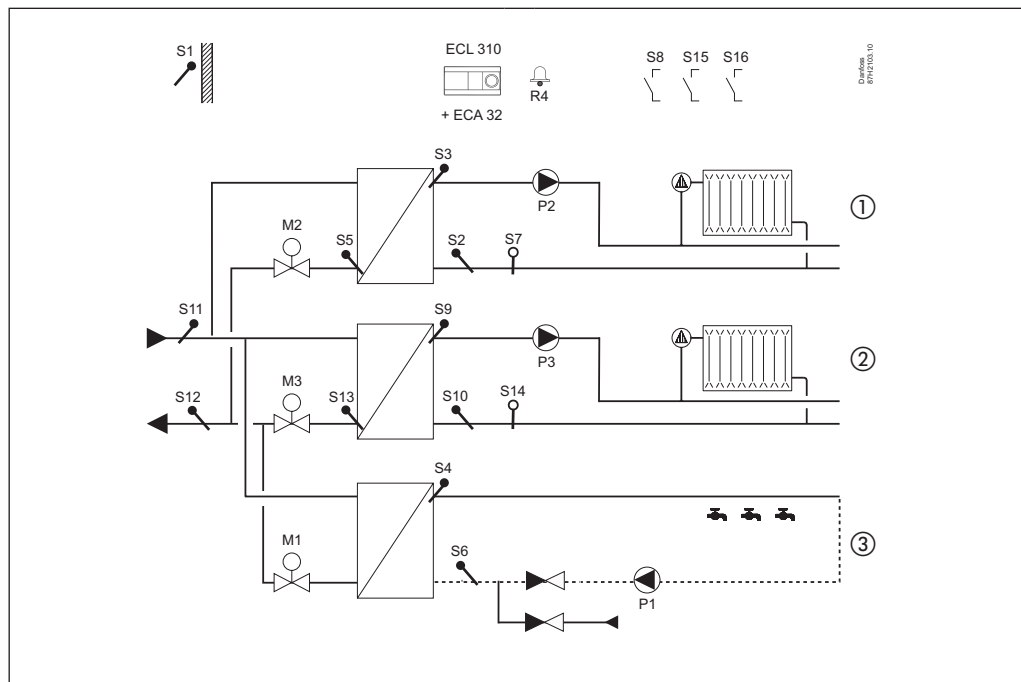 S1
ECL 310
+ ECA 32
R4
S8 S15 S16
Danfoss
87H2103.10
S3
P2
M2
S5
S2
S7
①
S11
S9
P3
S12
M3
S13
S10
S14
②
S4
M1
S6
P1
③